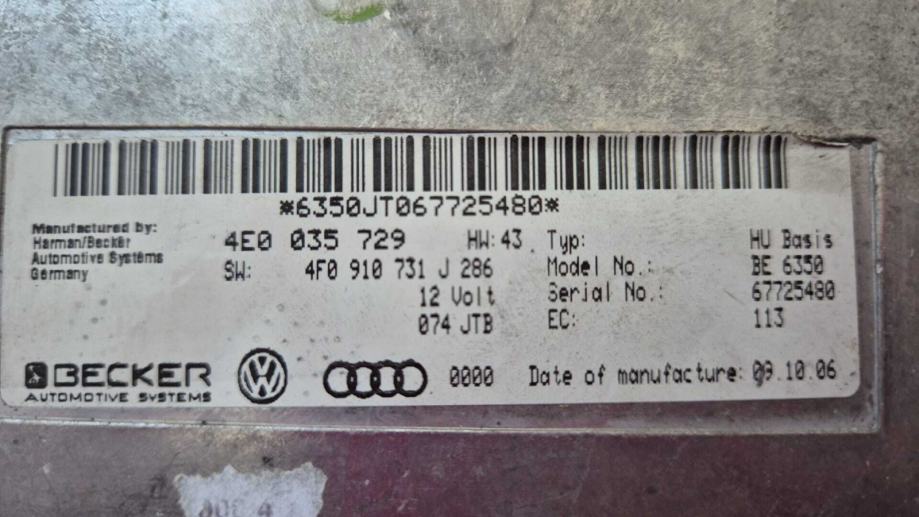 *6350JT067725480*
Manufactured by:
Harman/Becker
Automotive Systems
Germany
4E0 035 729 HW: 43
SW: 4F0 910 731 J 286
12 Volt
074 JTB
Typ: HU Basis
Model No.: BE 6350
Serial No.: 67725480
EC: 113
BECKER
AUTOMOTIVE SYSTEMS
VW
0000 Date of manufacture: 09.10.06